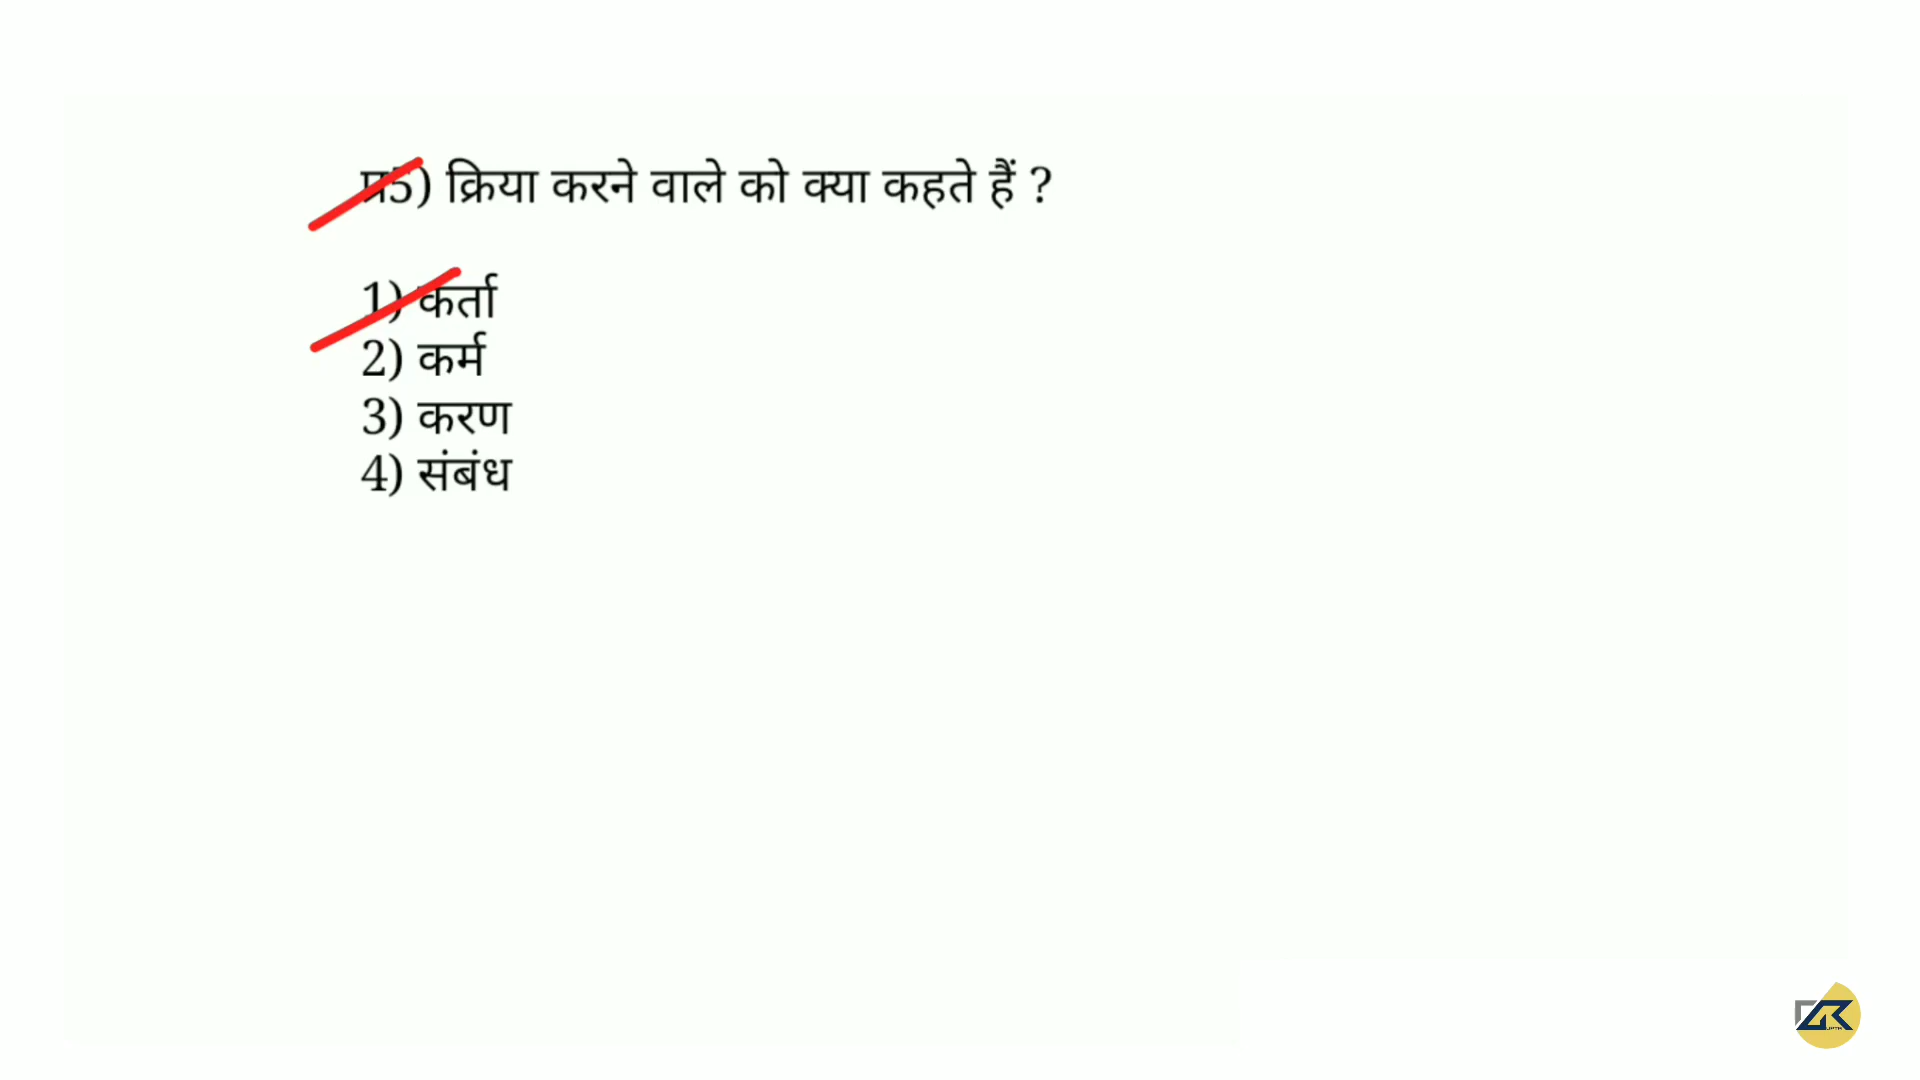 प्र5) क्रिया करने वाले को क्या कहते हैं ?
1) कर्ता
2) कर्म
3) करण
4) संबंध